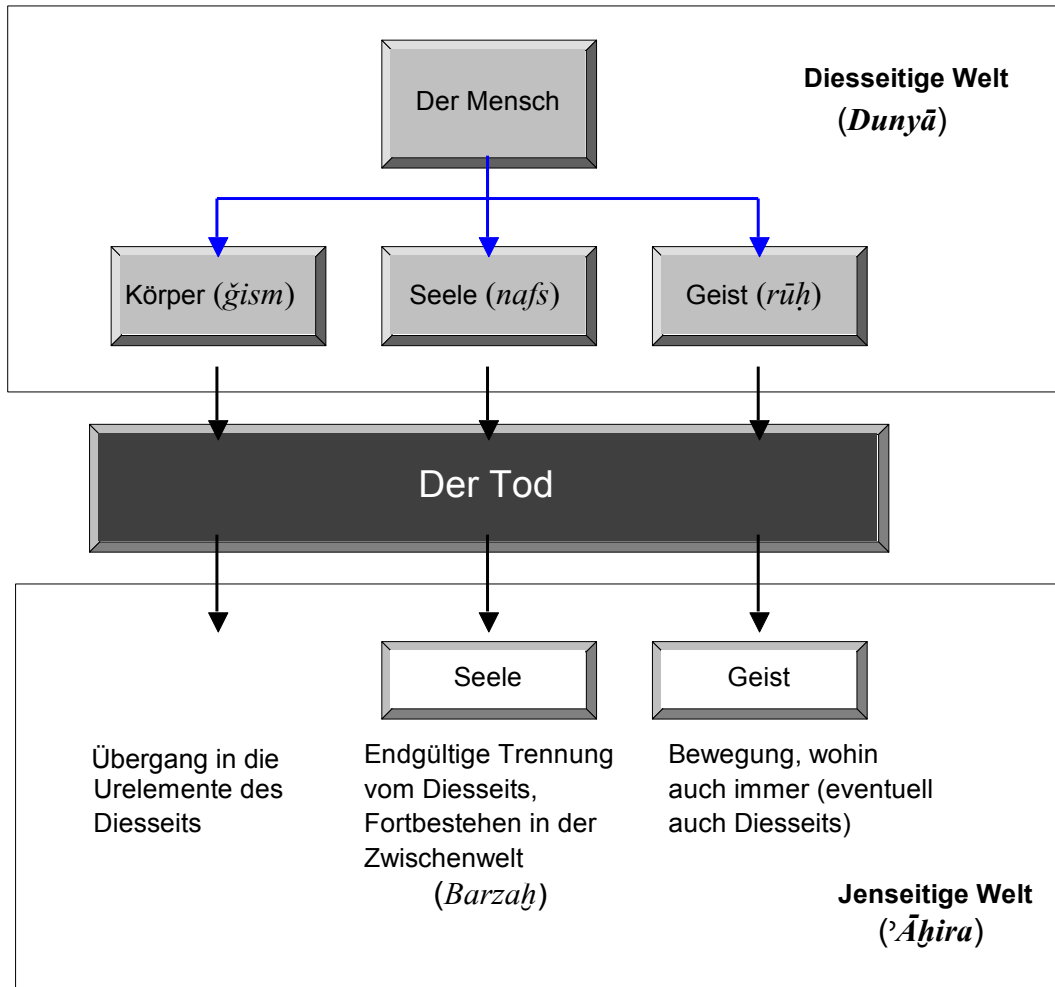 Der Mensch
Diesseitige Welt
(Dunyā)
Körper (ǧism)
Seele (nafs)
Geist (rūḥ)
Der Tod
Seele
Geist
Übergang in die
Urelemente des
Diesseits
Endgültige Trennung
vom Diesseits,
Fortbestehen in der
Zwischenwelt
(Barzaḫ)
Bewegung, wohin
auch immer (eventuell
auch Diesseits)
Jenseitige Welt
(ʾĀḫira)